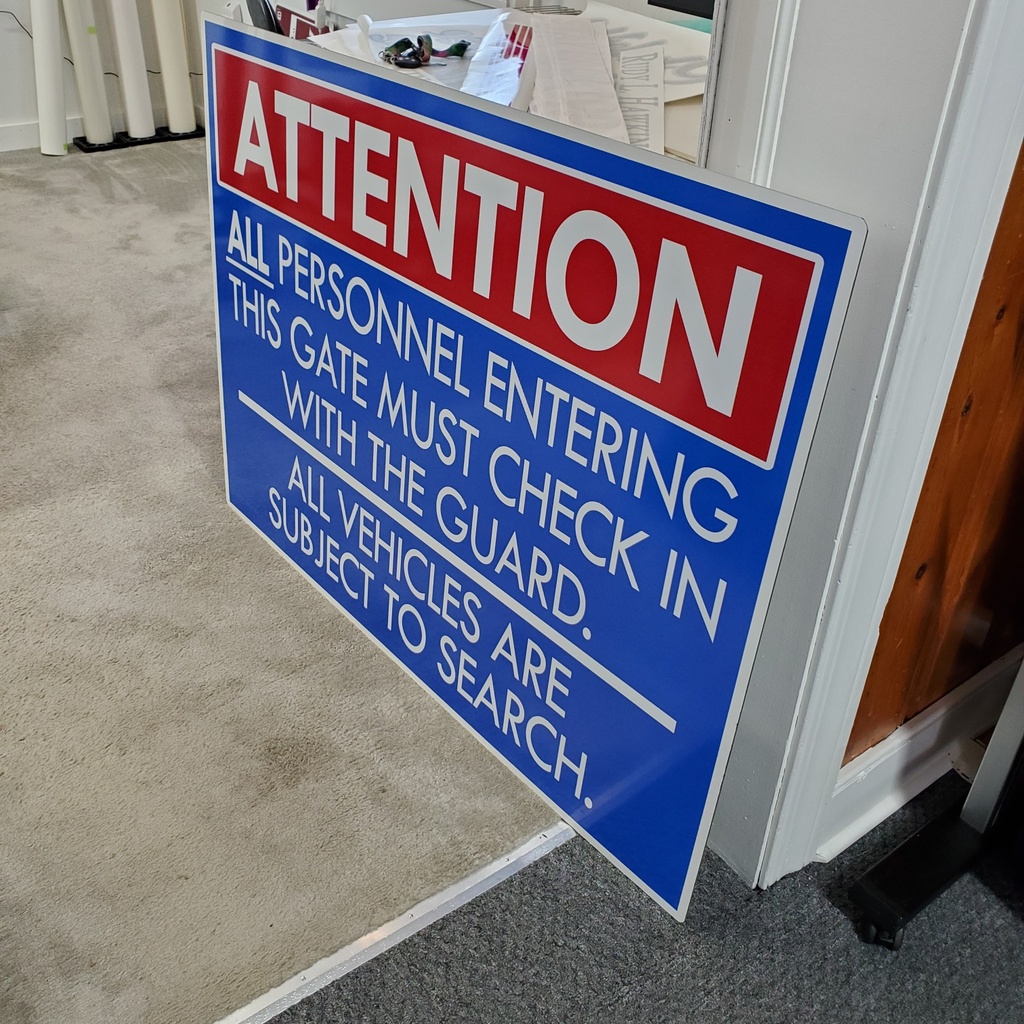 ATTENTION
ALL PERSONNEL ENTERING
THIS GATE MUST CHECK IN
WITH THE GUARD.
ALL VEHICLES ARE
SUBJECT TO SEARCH.